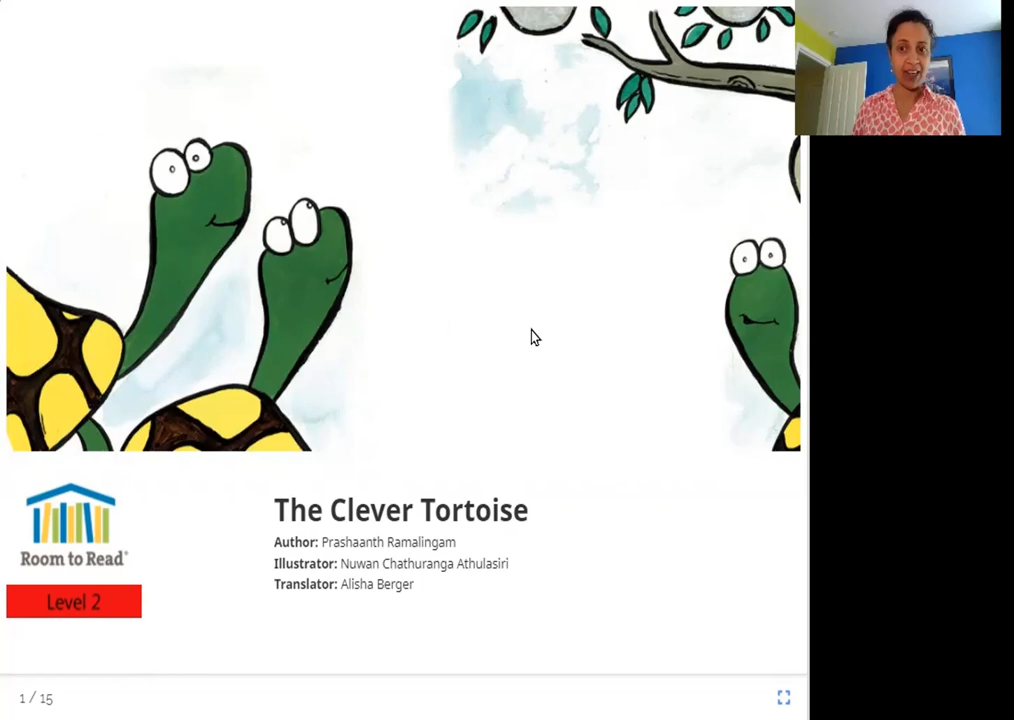 The Clever Tortoise
Author: Prashaanth Ramalingam
Illustrator: Nuwan Chathuranga Athulasiri
Translator: Alisha Berger
Room to Read®
Level 2
1 / 15